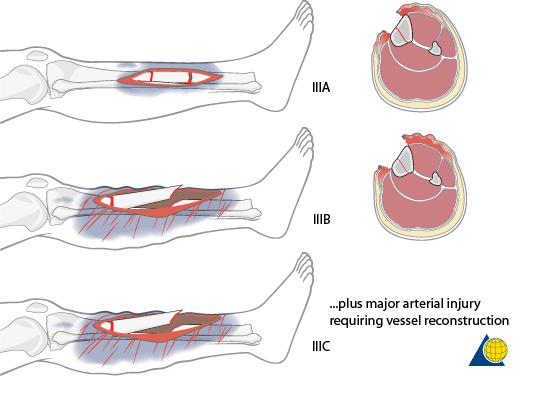 IIIA
IIIB
...plus major arterial injury
requiring vessel reconstruction
IIIC